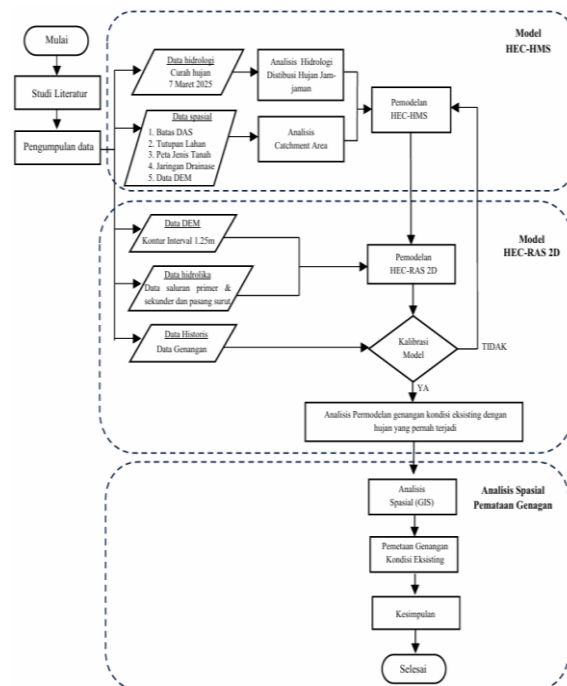 Mulai
Studi Literatur
Pengumpulan data
Model
HEC-HMS
Data hidrologi
Curah hujan
7 Maret 2025
Analisis Hidrologi
Distibusi Hujan Jam-
jaman
Data spasial
1. Batas DAS
2. Tutupan Lahan
3. Peta Jenis Tanah
4. Jaringan Drainase
5. Data DEM
Analisis
Catchment Area
Pemodelan
HEC-HMS
Model
HEC-RAS 2D
Data DEM
Kontur Interval 1.25m
Data hidrolika
Data saluran primer &
sekunder dan pasang surut
Data Historis
Data Genangan
Pemodelan
HEC-RAS 2D
Kalibrasi
Model
TIDAK
YA
Analisis Permodelan genangan kondisi eksisting dengan
hujan yang pernah terjadi
Analisis Spasial
Pemataan Genagan
Analisis
Spasial (GIS)
Pemetaan Genangan
Kondisi Eksisting
Kesimpulan
Selesai